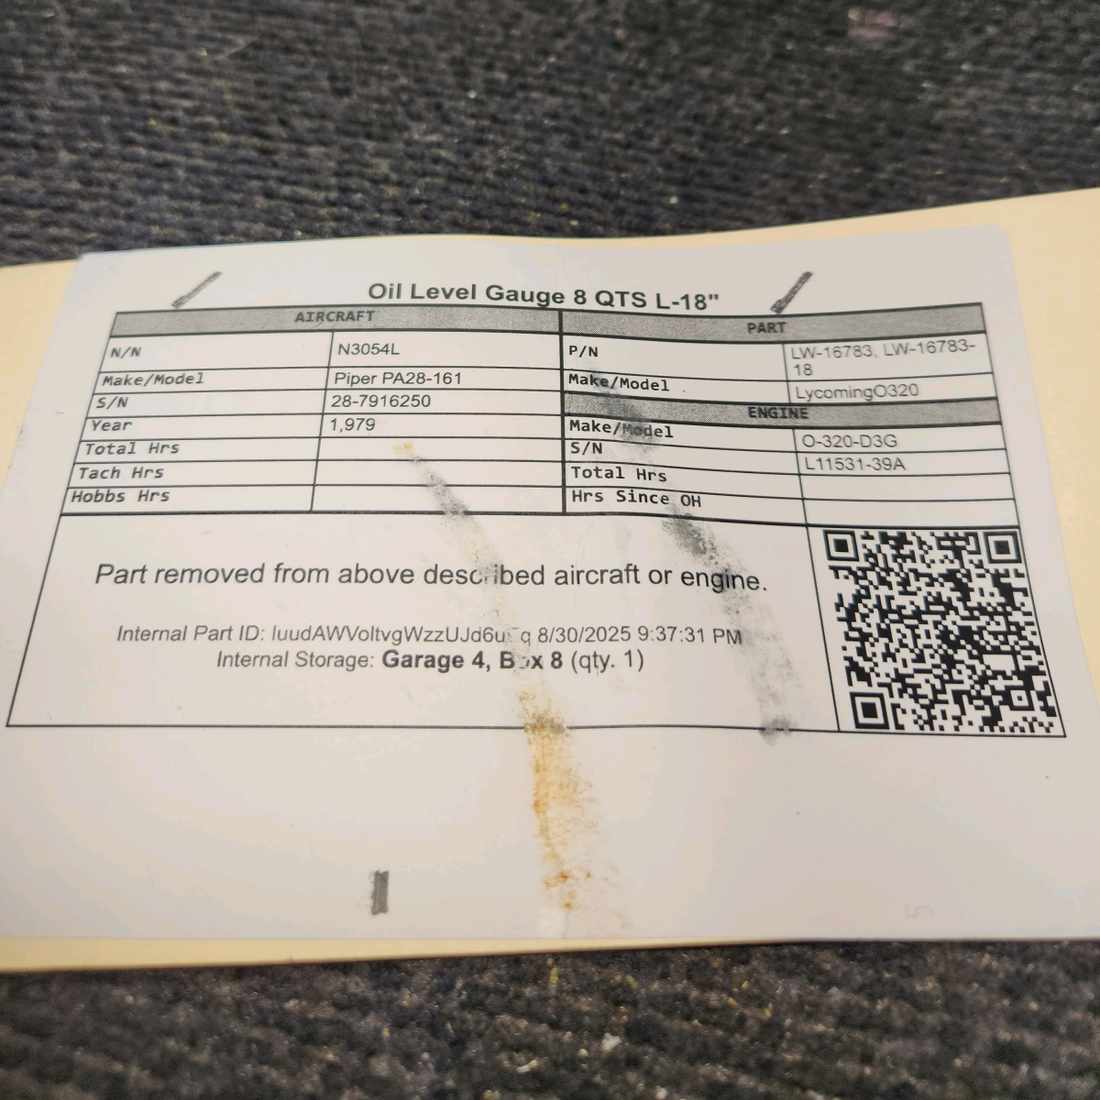 Oil Level Gauge 8 QTS L-18"
AIRCRAFT
N/N N3054L
Make/Model Piper PA28-161
S/N 28-7916250
Year 1,979
Total Hrs
Tach Hrs
Hobbs Hrs
PART
P/N LW-16783, LW-16783-
18
Make/Model LycomingO320
ENGINE
Make/Model O-320-D3G
S/N L11531-39A
Total Hrs
Hrs Since OH
Part removed from above described aircraft or engine.
Internal Part ID: 8/30/2025 9:37:31 PM
Internal Storage: Garage 4, Box 8 (qty. 1)